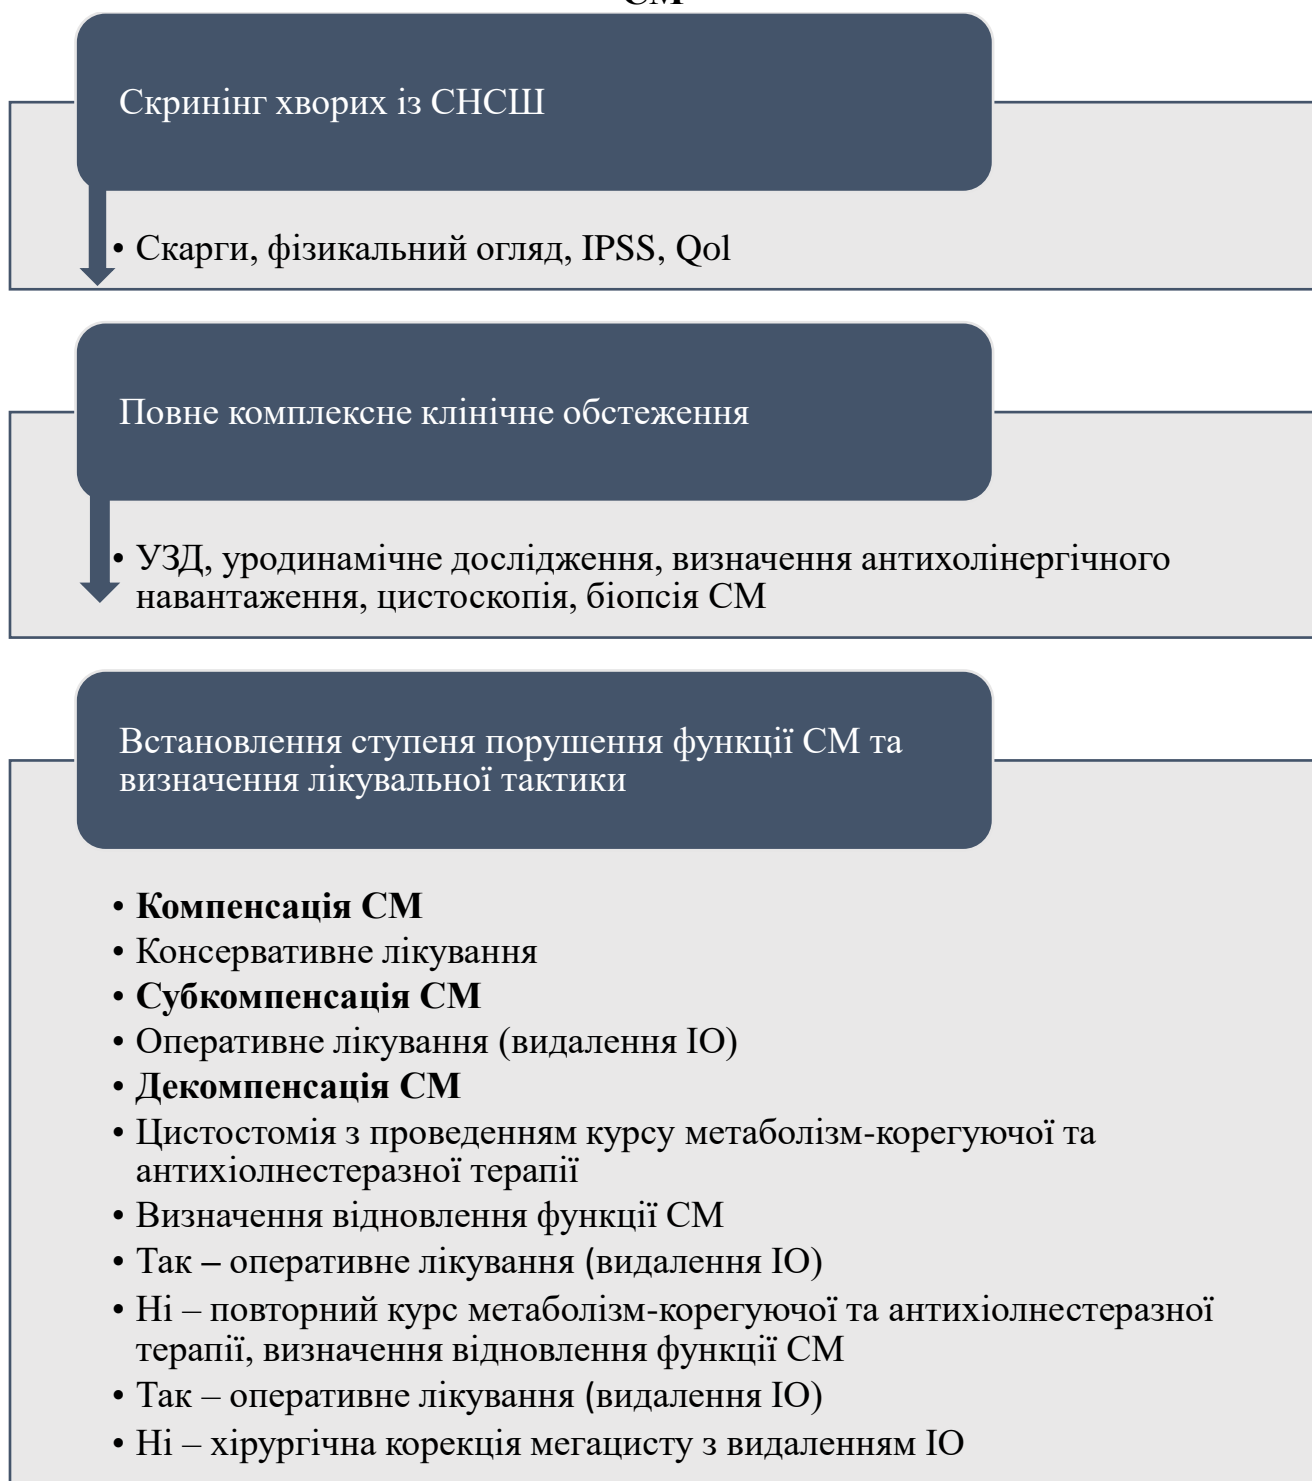 СМ
Скринінг хворих із СНСШ
• Скарги, фізикальний огляд, IPSS, Qol
Повне комплексне клінічне обстеження
• УЗД, уродинамічне дослідження, визначення антихолінергічного
навантаження, цистоскопія, біопсія СМ
Встановлення ступеня порушення функції СМ та
визначення лікувальної тактики
• Компенсація СМ
• Консервативне лікування
• Субкомпенсація СМ
• Оперативне лікування (видалення ІО)
• Декомпенсація СМ
• Цистостомія з проведенням курсу метаболізм-корегуючої та
антихіолнестеразної терапії
• Визначення відновлення функції СМ
• Так – оперативне лікування (видалення ІО)
• Ні – повторний курс метаболізм-корегуючої та антихіолнестеразної
терапії, визначення відновлення функції СМ
• Так – оперативне лікування (видалення ІО)
• Ні – хірургічна корекція мегацисту з видаленням ІО